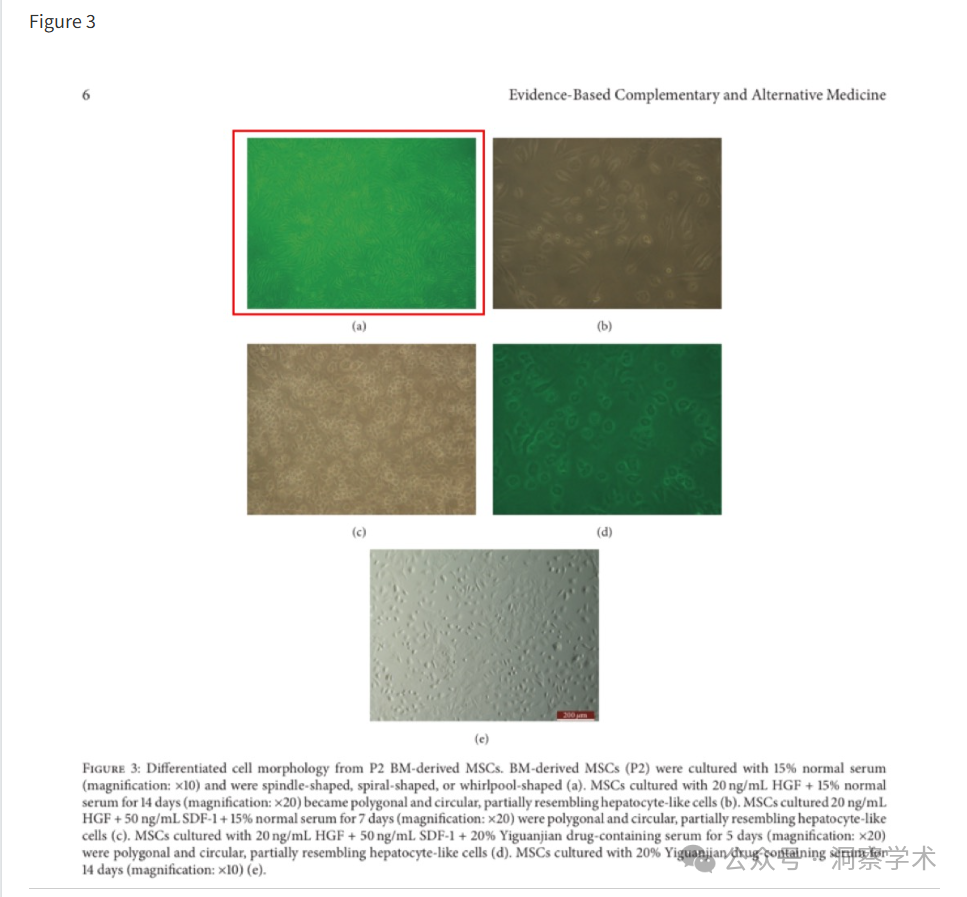 Figure 3
6
Evidence-Based Complementary and Alternative Medicine
(a)
(b)
(c)
(d)
200 μm
(e)
FIGURE 3: Differentiated cell morphology from P2 BM-derived MSCs. BM-derived MSCs (P2) were cultured with 15% normal serum
(magnification: ×10) and were spindle-shaped, spiral-shaped, or whirlpool-shaped (a). MSCs cultured with 20 ng/mL HGF + 15% normal
serum for 14 days (magnification: ×20) became polygonal and circular, partially resembling hepatocyte-like cells (b). MSCs cultured 20 ng/mL
HGF + 50 ng/mL SDF-1 + 15% normal serum for 7 days (magnification: ×20) were polygonal and circular, partially resembling hepatocyte-like
cells (c). MSCs cultured with 20 ng/mL HGF + 50 ng/mL SDF-1 + 20% Yiguanjian drug-containing serum for 5 days (magnification: ×20)
were polygonal and circular, partially resembling hepatocyte-like cells (d). MSCs cultured with 20% Yiguanjian drug-containing serum for
14 days (magnification: ×10) (e).
公众号 · 洞察学术